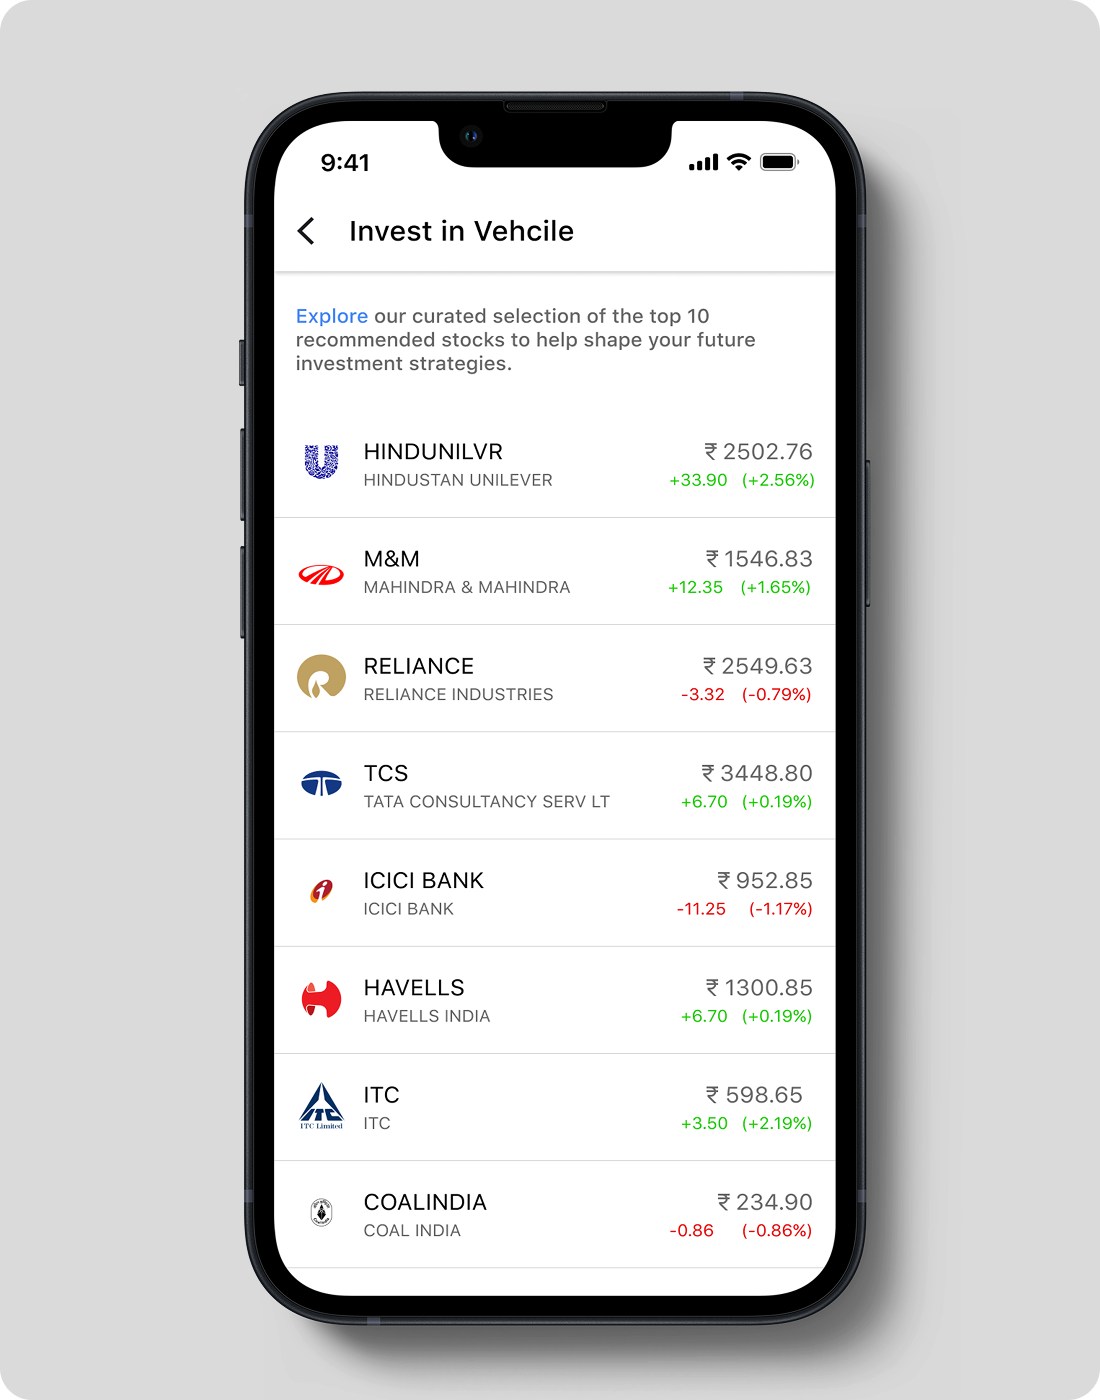 9:41
Invest in Vehcile
Explore our curated selection of the top 10
recommended stocks to help shape your future
investment strategies.
HINDUNILVR ₹ 2502.76
HINDUSTAN UNILEVER +33.90 (+2.56%)
M&M ₹ 1546.83
MAHINDRA & MAHINDRA +12.35 (+1.65%)
RELIANCE ₹ 2549.63
RELIANCE INDUSTRIES -3.32 (-0.79%)
TCS ₹ 3448.80
TATA CONSULTANCY SERV LT +6.70 (+0.19%)
ICICI BANK ₹ 952.85
ICICI BANK -11.25 (-1.17%)
HAVELLS ₹ 1300.85
HAVELLS INDIA +6.70 (+0.19%)
ITC ₹ 598.65
ITC Limited
ITC +3.50 (+2.19%)
COALINDIA ₹ 234.90
COAL INDIA -0.86 (-0.86%)